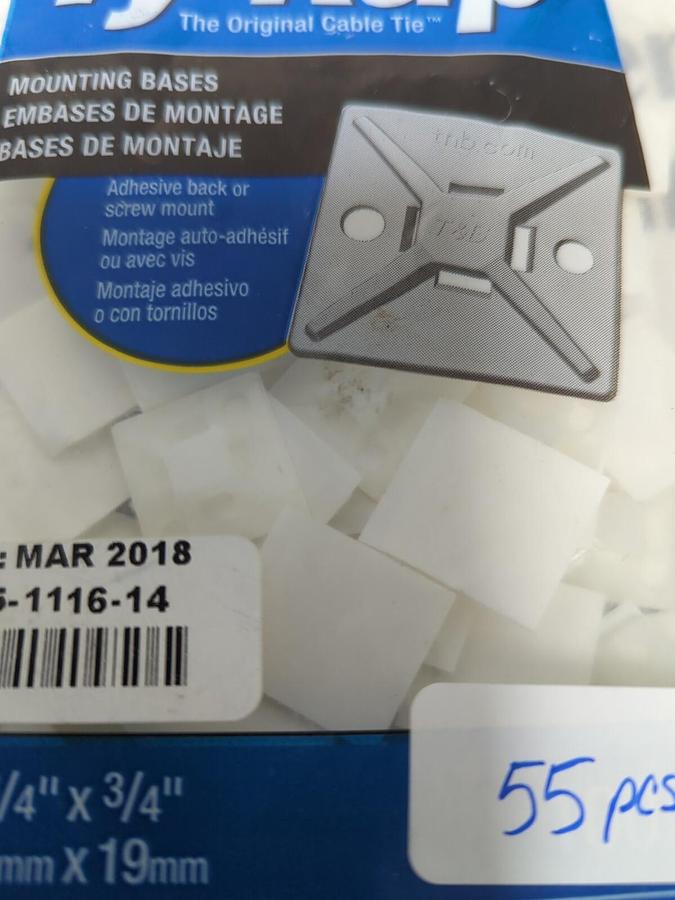 The Original Cable Tie™
MOUNTING BASES
EMBASES DE MONTAGE
BASES DE MONTAJE
Adhesive back or
screw mount
Montage auto-adhésif
ou avec vis
Montaje adhesivo
o con tornillos
tnb.com
T&B
: MAR 2018
5-1116-14
/4" x 3/4"
mm x 19mm
55 pcs